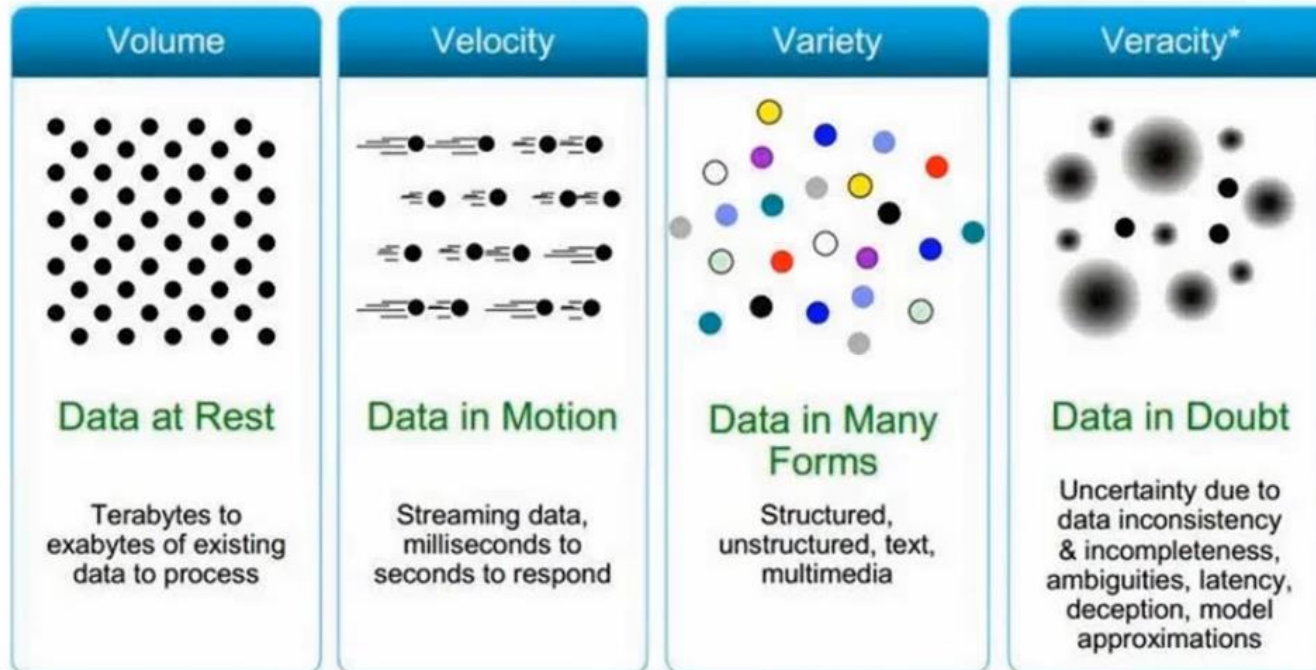 Volume
Data at Rest
Terabytes to
exabytes of existing
data to process
Velocity
Data in Motion
Streaming data,
milliseconds to
seconds to respond
Variety
Data in Many
Forms
Structured,
unstructured, text,
multimedia
Veracity*
Data in Doubt
Uncertainty due to
data inconsistency
& incompleteness,
ambiguities, latency,
deception, model
approximations